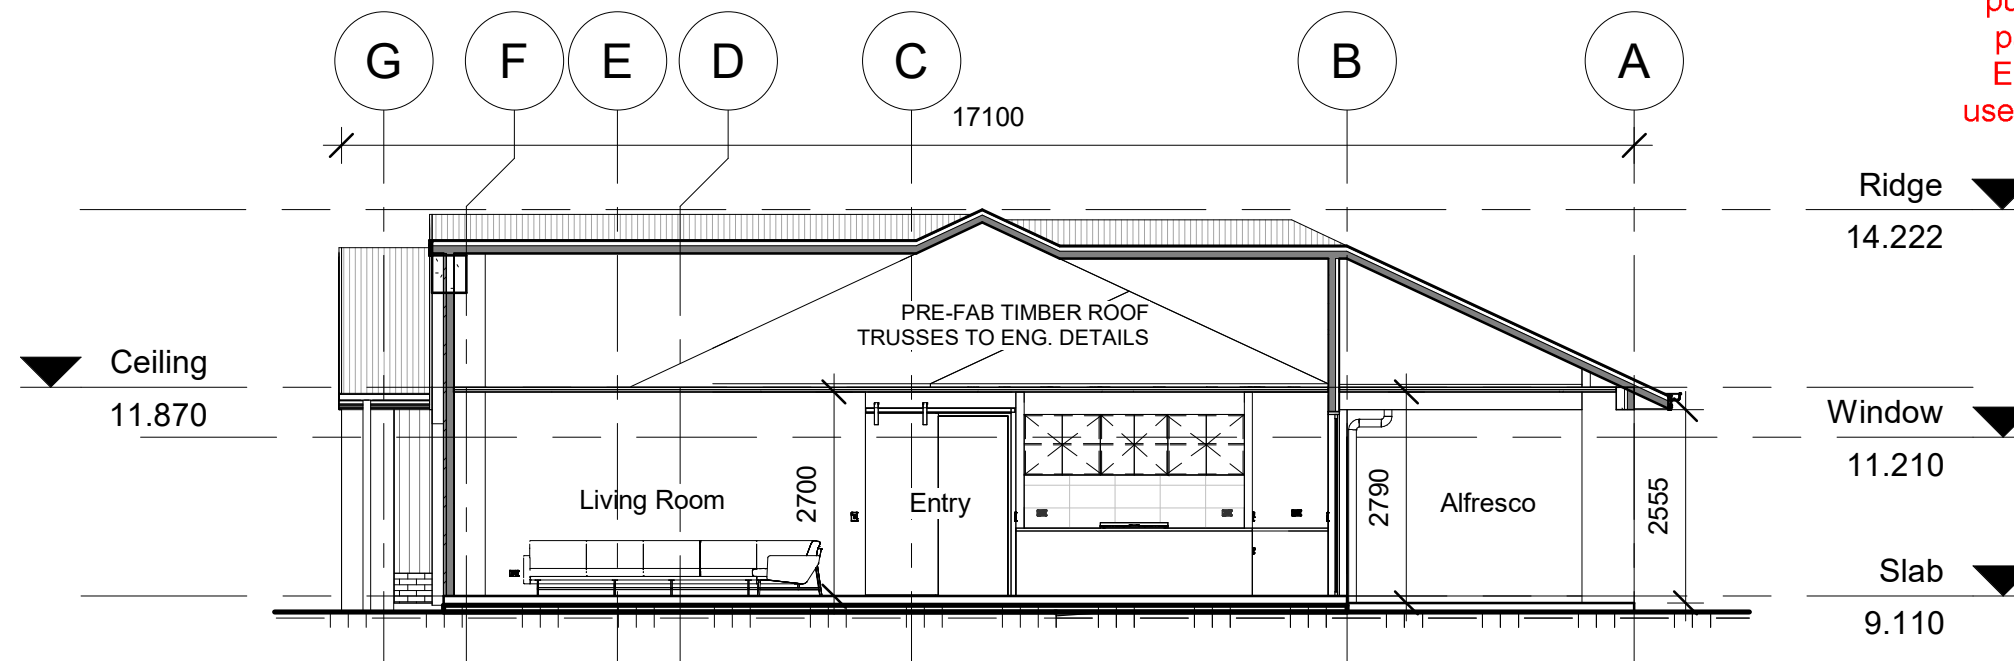 G F E D C B A
17100
Ridge
14.222
PRE-FAB TIMBER ROOF
TRUSSES TO ENG. DETAILS
Ceiling
11.870
Window
11.210
Living Room
2700
Entry
2790
Alfresco
2555
Slab
9.110
use